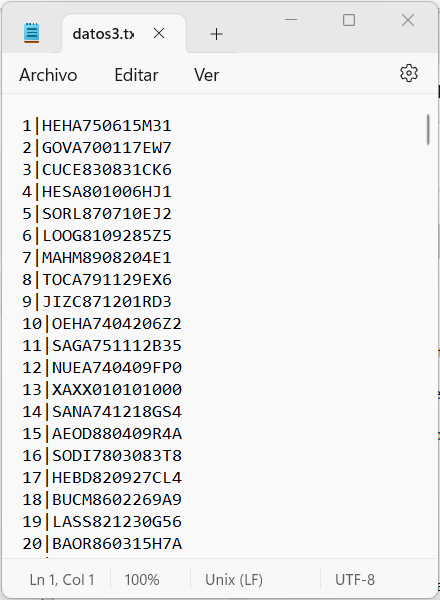 datos3.tx
Archivo Editar Ver
1|HEHA750615M31
2|GOVA700117EW7
3|CUCE830831CK6
4|HESA801006HJ1
5|SORL870710EJ2
6|LOOG8109285Z5
7|MAHM8908204E1
8|TOCA791129EX6
9|JIZC871201RD3
10|OEHA7404206Z2
11|SAGA751112B35
12|NUEA740409FP0
13|XAXX010101000
14|SANA741218GS4
15|AEOD880409R4A
16|SODI7803083T8
17|HEBD820927CL4
18|BUCM8602269A9
19|LASS821230G56
20|BAOR860315H7A
Ln 1, Col 1 100% Unix (LF) UTF-8